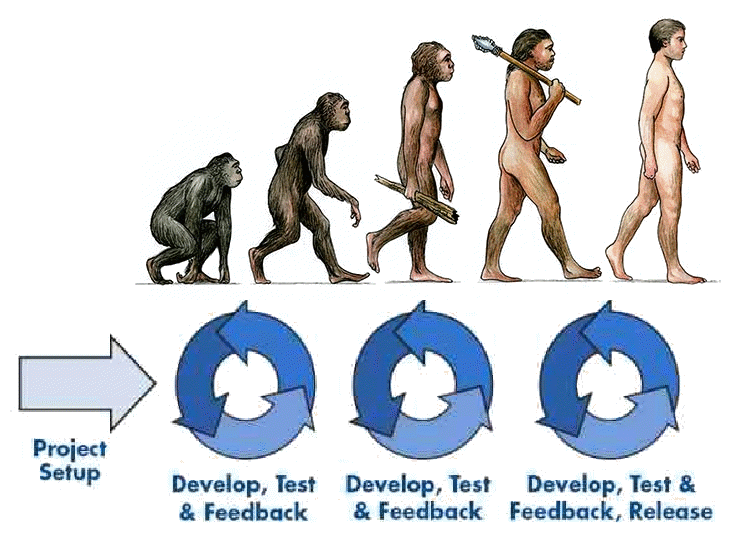 Project
Setup
Develop, Test
& Feedback
Develop, Test
& Feedback
Develop, Test &
Feedback, Release